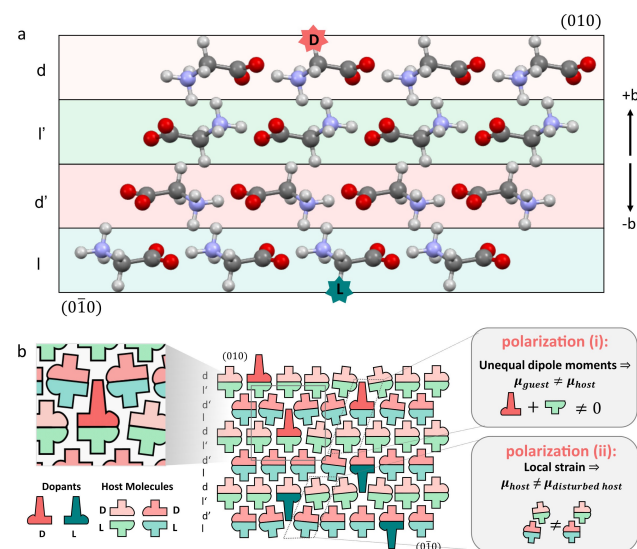 a
(010)
D
d
+b
l'
d'
-b
l
L
(01̄0)
b
(010)
d
l'
d'
l
d
l'
d'
l
d
l'
d'
l
(01̄0)
Dopants Host Molecules
D D
L L
D L
polarization (i):
Unequal dipole moments ⇒
μguest ≠ μhost
+ ≠ 0
polarization (ii):
Local strain ⇒
μhost ≠ μdisturbed host
≠